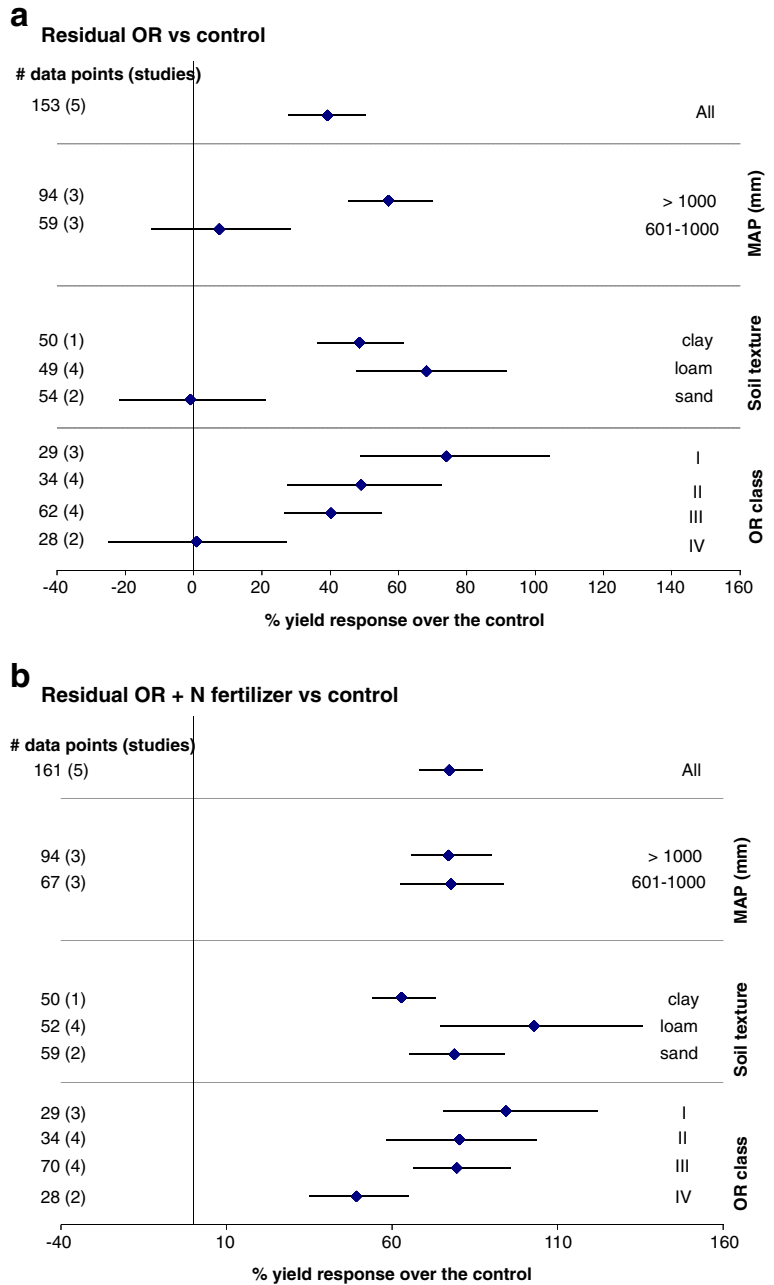 a
Residual OR vs control
# data points (studies)
153 (5) All
94 (3) > 1000
59 (3) 601-1000
MAP (mm)
50 (1) clay
49 (4) loam
54 (2) sand
Soil texture
29 (3) I
34 (4) II
62 (4) III
28 (2) IV
OR class
-40 -20 0 20 40 60 80 100 120 140 160
% yield response over the control
b
Residual OR + N fertilizer vs control
# data points (studies)
161 (5) All
94 (3) > 1000
67 (3) 601-1000
MAP (mm)
50 (1) clay
52 (4) loam
59 (2) sand
Soil texture
29 (3) I
34 (4) II
70 (4) III
28 (2) IV
OR class
-40 10 60 110 160
% yield response over the control